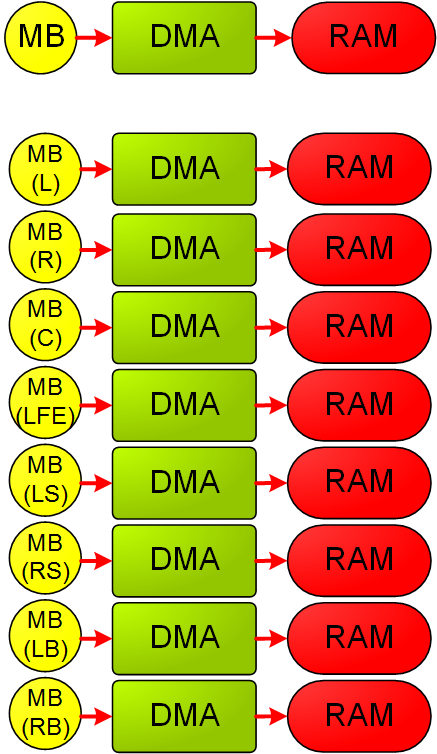 MB DMA RAM
MB
(L) DMA RAM
MB
(R) DMA RAM
MB
(C) DMA RAM
MB
(LFE) DMA RAM
MB
(LS) DMA RAM
MB
(RS) DMA RAM
MB
(LB) DMA RAM
MB
(RB) DMA RAM